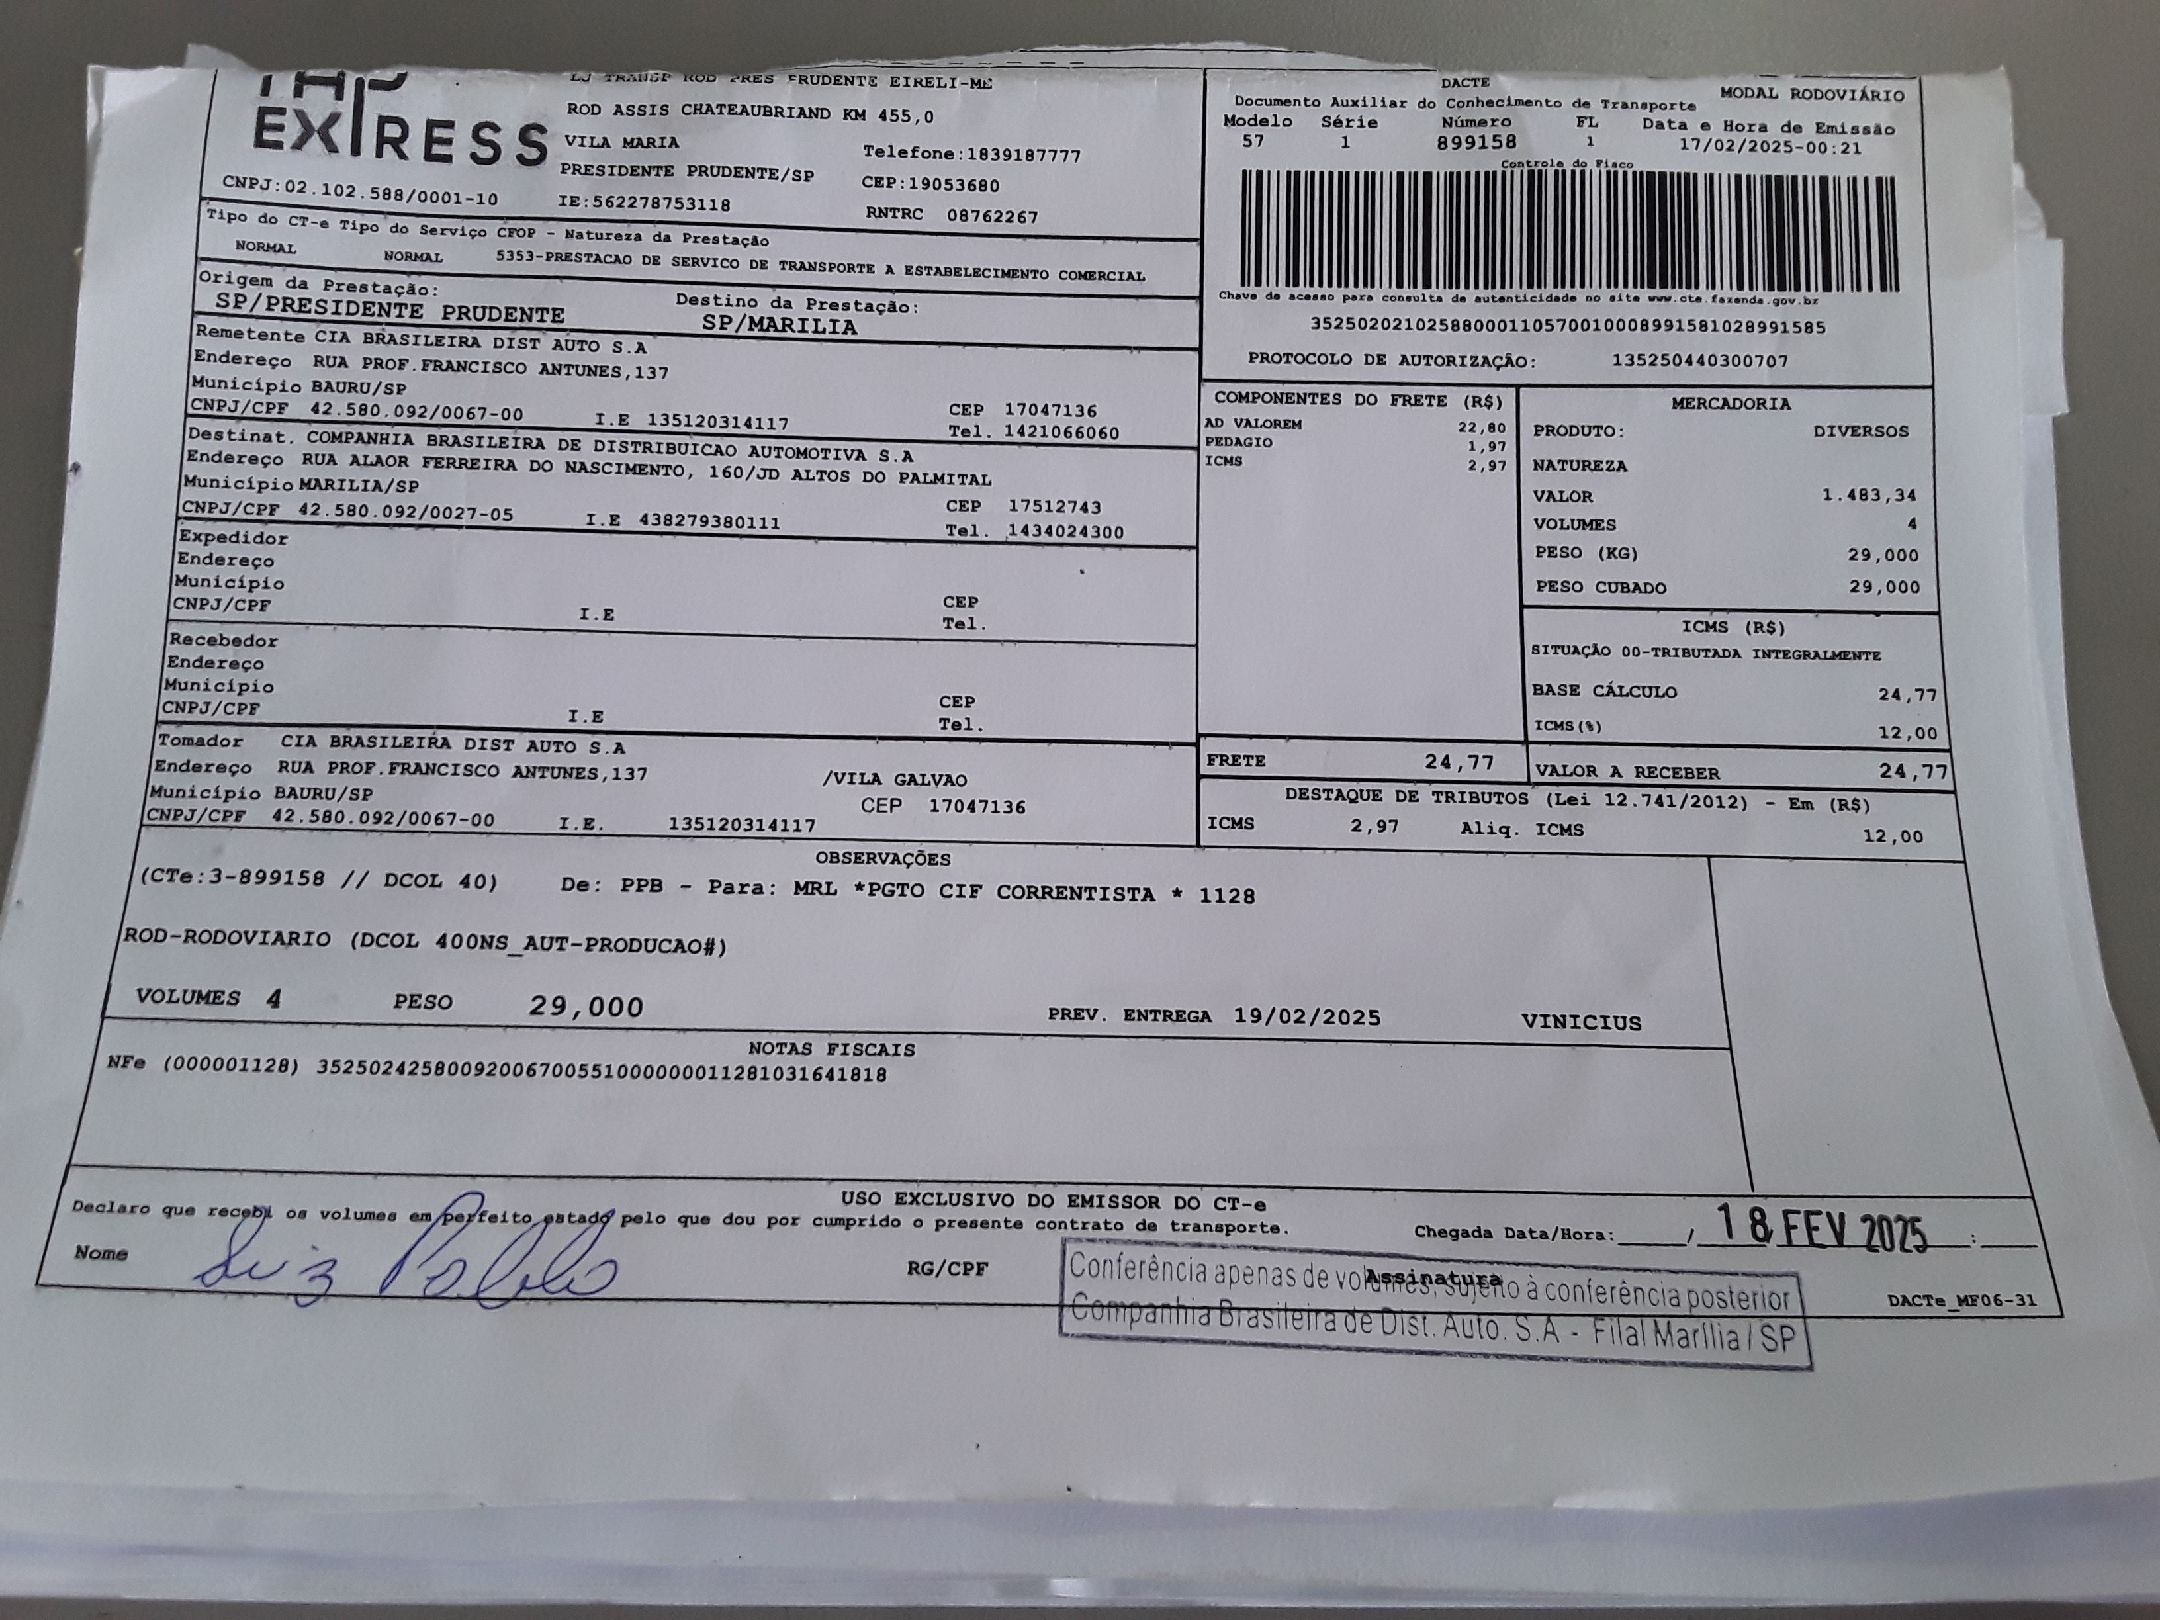 TAP
EXPRESS
CNPJ:02.102.588/0001-10
LJ TRANSP ROD PRES PRUDENTE EIRELI-ME
ROD ASSIS CHATEAUBRIAND KM 455,0
VILA MARIA
Telefone:1839187777
PRESIDENTE PRUDENTE/SP
CEP:19053680
IE:562278753118
RNTRC 08762267
DACTE
MODAL RODOVIÁRIO
Documento Auxiliar do Conhecimento de Transporte
Modelo Série Número FL Data e Hora de Emissão
57 1 899158 1 17/02/2025-00:21
Controle do Fisco
Chave de acesso para consulta de autenticidade no site www.cte.fazenda.gov.br
35250202102588000110570010008991581028991585
PROTOCOLO DE AUTORIZAÇÃO: 135250440300707
Tipo do CT-e Tipo do Serviço CFOP - Natureza da Prestação
NORMAL NORMAL 5353-PRESTACAO DE SERVICO DE TRANSPORTE A ESTABELECIMENTO COMERCIAL
Origem da Prestação: Destino da Prestação:
SP/PRESIDENTE PRUDENTE SP/MARILIA
Remetente CIA BRASILEIRA DIST AUTO S.A
Endereço RUA PROF.FRANCISCO ANTUNES,137
Município BAURU/SP CEP 17047136
CNPJ/CPF 42.580.092/0067-00 I.E 135120314117 Tel. 1421066060
Destinat. COMPANHIA BRASILEIRA DE DISTRIBUICAO AUTOMOTIVA S.A
Endereço RUA ALAOR FERREIRA DO NASCIMENTO, 160/JD ALTOS DO PALMITAL
Município MARILIA/SP CEP 17512743
CNPJ/CPF 42.580.092/0027-05 I.E 438279380111 Tel. 1434024300
Expedidor
Endereço
Município CEP
CNPJ/CPF I.E Tel.
Recebedor
Endereço
Município CEP
CNPJ/CPF I.E Tel.
Tomador CIA BRASILEIRA DIST AUTO S.A
Endereço RUA PROF.FRANCISCO ANTUNES,137 /VILA GALVAO
Município BAURU/SP CEP 17047136
CNPJ/CPF 42.580.092/0067-00 I.E. 135120314117
COMPONENTES DO FRETE (R$)
AD VALOREM 22,80
PEDAGIO 1,97
ICMS 2,97
FRETE 24,77
MERCADORIA
PRODUTO: DIVERSOS
NATUREZA
VALOR 1.483,34
VOLUMES 4
PESO (KG) 29,000
PESO CUBADO 29,000
ICMS (R$)
SITUAÇÃO 00-TRIBUTADA INTEGRALMENTE
BASE CÁLCULO 24,77
ICMS(%) 12,00
VALOR A RECEBER 24,77
DESTAQUE DE TRIBUTOS (Lei 12.741/2012) - Em (R$)
ICMS 2,97 Aliq. ICMS 12,00
OBSERVAÇÕES
(CTe:3-899158 // DCOL 40) De: PPB - Para: MRL *PGTO CIF CORRENTISTA * 1128
ROD-RODOVIARIO (DCOL 400NS_AUT-PRODUCAO#)
VOLUMES 4 PESO 29,000 PREV. ENTREGA 19/02/2025 VINICIUS
NOTAS FISCAIS
NFe (000001128) 35250242580092006700551000000011281031641818
USO EXCLUSIVO DO EMISSOR DO CT-e
Declaro que recebi os volumes em perfeito estado pelo que dou por cumprido o presente contrato de transporte.
Chegada Data/Hora:____/ 18 FEV 2025 :____
Nome Luiz Pablo RG/CPF Assinatura
Conferência apenas de volumes, sujeito à conferência posterior
Companhia Brasileira de Dist. Auto. S.A - Filal Marília / SP
DACTe_MF06-31